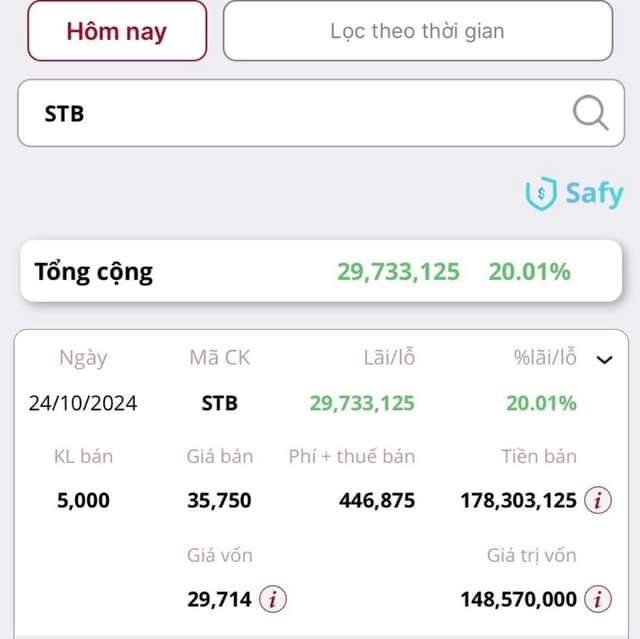 Hôm nay
Lọc theo thời gian
STB
Safy
Tổng cộng 29,733,125 20.01%
Ngày Mã CK Lãi/lỗ %lãi/lỗ
24/10/2024 STB 29,733,125 20.01%
KL bán Giá bán Phí + thuế bán Tiền bán
5,000 35,750 446,875 178,303,125
Giá vốn Giá trị vốn
29,714 148,570,000